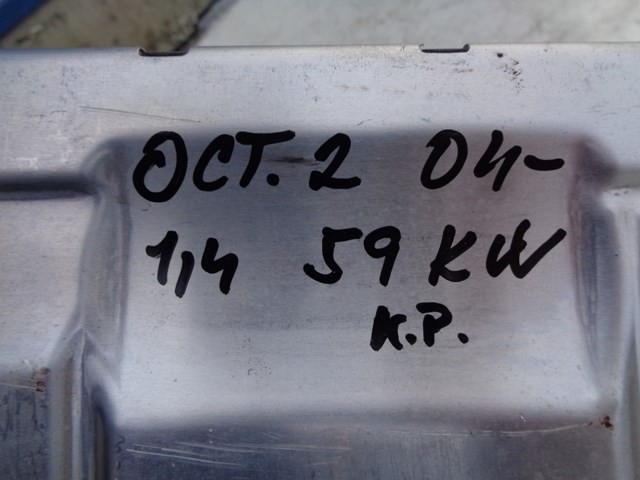 OCT. 2 04-
1,4 59 KW
K.P.